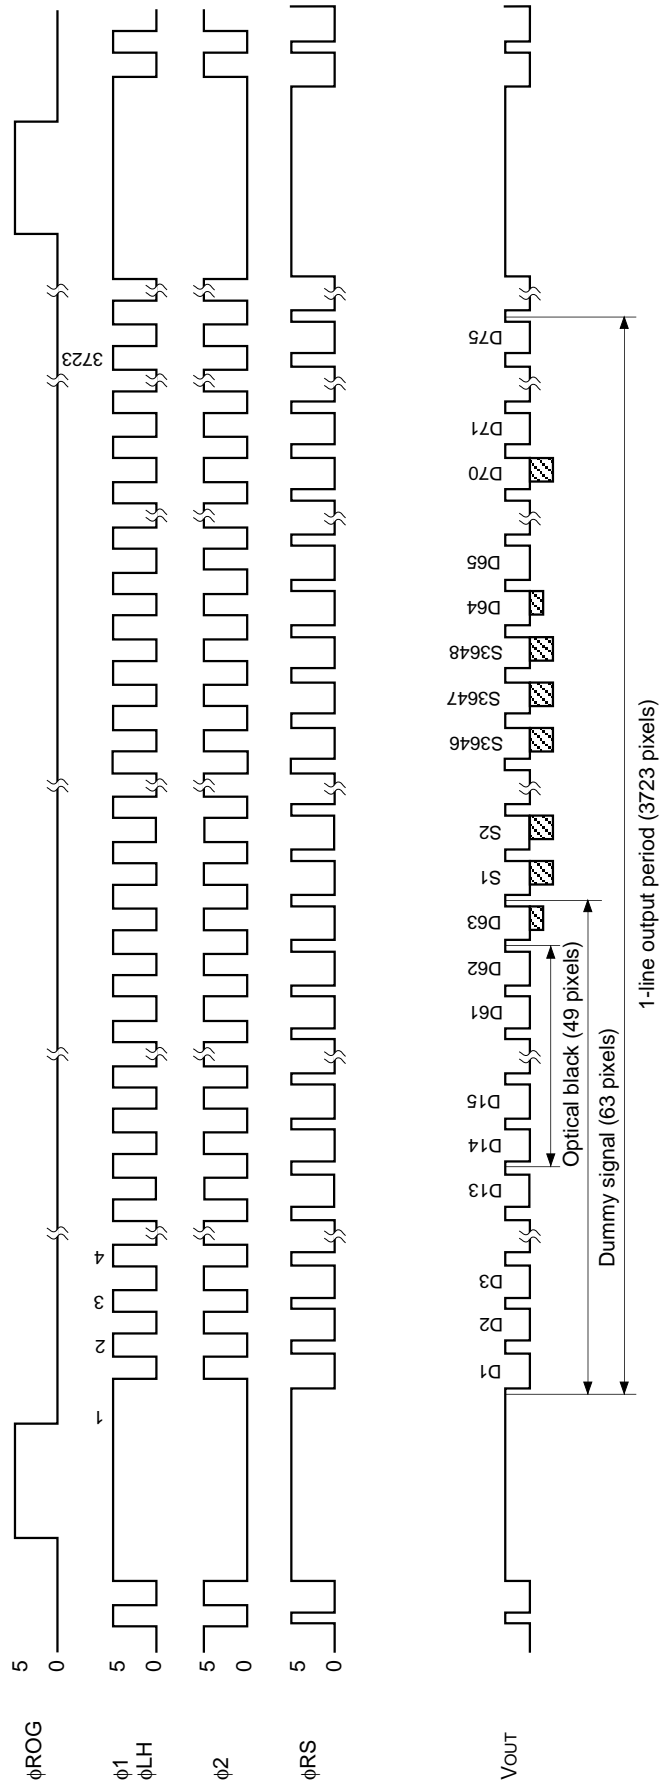 ϕROG
5
0
ϕ1
ϕLH
5
0
1
2
3
4
3723
ϕ2
5
0
ϕRS
5
0
VOUT
D1
D2
D3
D13
D14
D15
D61
D62
D63
S1
S2
S3646
S3647
S3648
D64
D65
D70
D71
D75
Optical black (49 pixels)
Dummy signal (63 pixels)
1-line output period (3723 pixels)